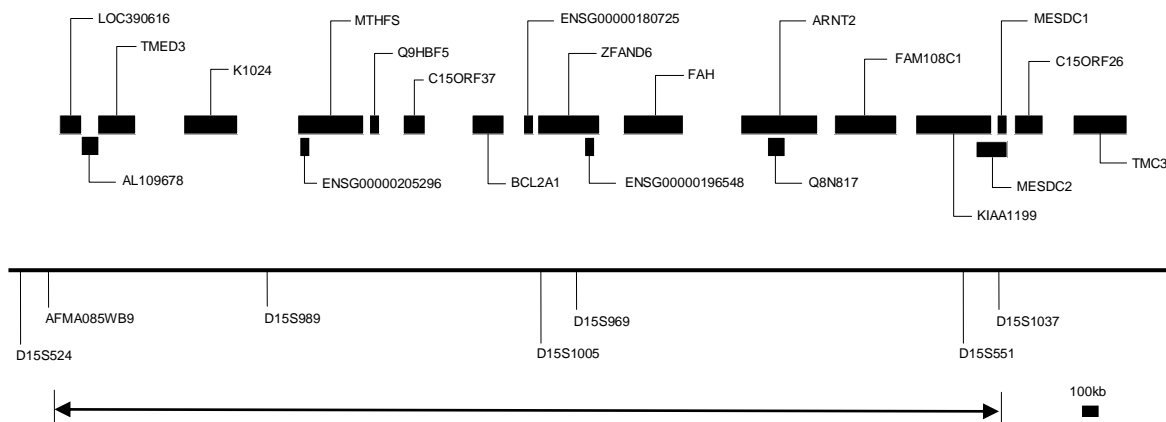 LOC390616
MTHFS
ENSG00000180725
ARNT2
MESDC1
TMED3
Q9HBF5
ZFAND6
FAM108C1
C15ORF26
K1024
C15ORF37
FAH
AL109678
ENSG00000205296
BCL2A1
ENSG00000196548
Q8N817
MESDC2
TMC3
KIAA1199
AFMA085WB9
D15S989
D15S969
D15S1037
D15S524
D15S1005
D15S551
100kb